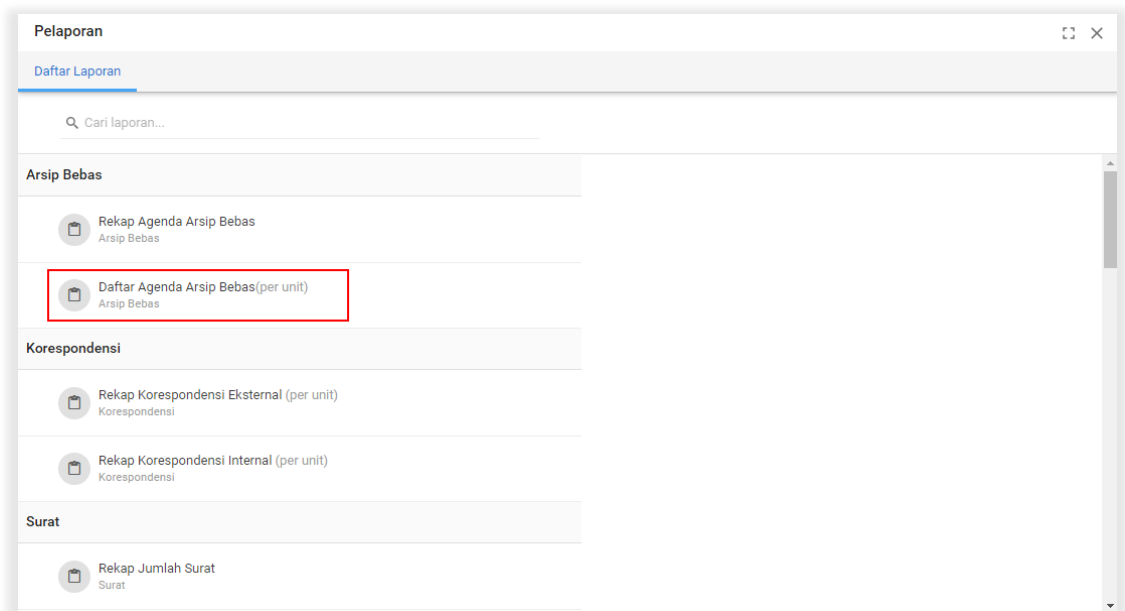 Pelaporan
Daftar Laporan
Cari laporan...
Arsip Bebas
Rekap Agenda Arsip Bebas
Arsip Bebas
Daftar Agenda Arsip Bebas(per unit)
Arsip Bebas
Korespondensi
Rekap Korespondensi Eksternal (per unit)
Korespondensi
Rekap Korespondensi Internal (per unit)
Korespondensi
Surat
Rekap Jumlah Surat
Surat